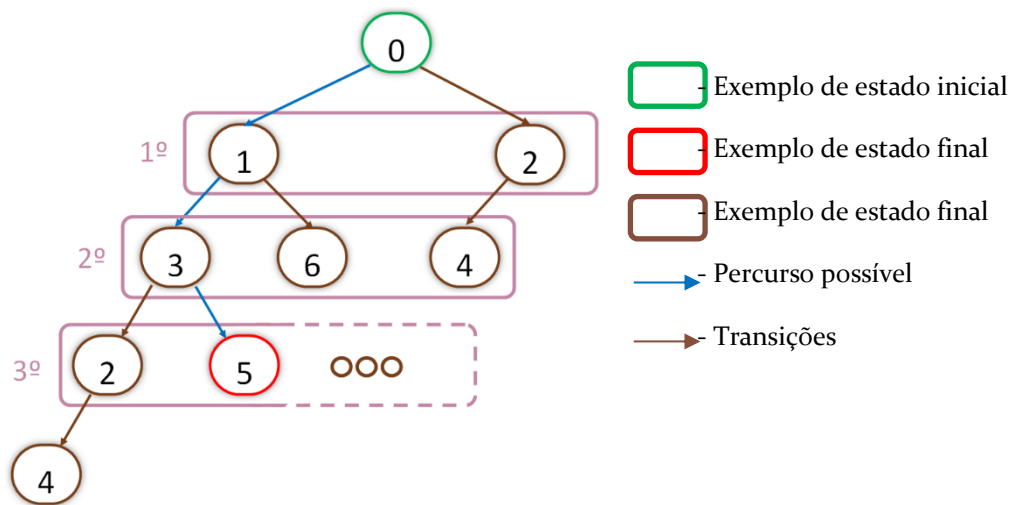 0
1º
1
2
2º
3
6
4
3º
2
5
4
- Exemplo de estado inicial
- Exemplo de estado final
- Exemplo de estado final
- Percurso possível
- Transições